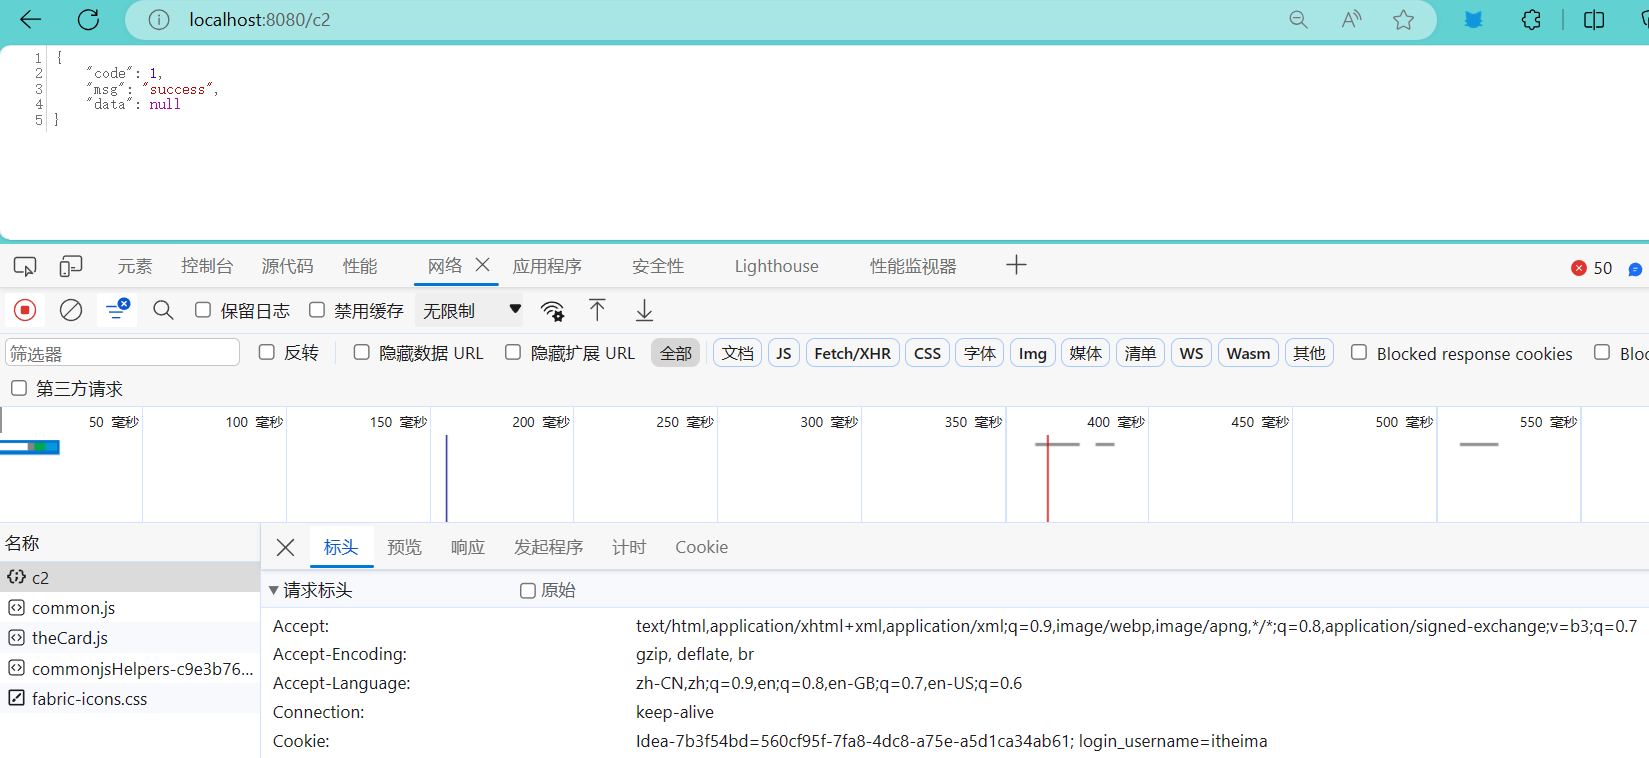 localhost:8080/c2
1 {
2 "code": 1,
3 "msg": "success",
4 "data": null
5 }
元素 控制台 源代码 性能 网络 应用程序 安全性 Lighthouse 性能监视器 50
保留日志 禁用缓存 无限制
筛选器 反转 隐藏数据 URL 隐藏扩展 URL 全部 文档 JS Fetch/XHR CSS 字体 Img 媒体 清单 WS Wasm 其他 Blocked response cookies Bloc
第三方请求
50 毫秒 100 毫秒 150 毫秒 200 毫秒 250 毫秒 300 毫秒 350 毫秒 400 毫秒 450 毫秒 500 毫秒 550 毫秒
名称 标头 预览 响应 发起程序 计时 Cookie
c2
common.js
theCard.js
commonjsHelpers-c9e3b76...
fabric-icons.css
请求标头 原始
Accept: text/html,application/xhtml+xml,application/xml;q=0.9,image/webp,image/apng,*/*;q=0.8,application/signed-exchange;v=b3;q=0.7
Accept-Encoding: gzip, deflate, br
Accept-Language: zh-CN,zh;q=0.9,en;q=0.8,en-GB;q=0.7,en-US;q=0.6
Connection: keep-alive
Cookie: Idea-7b3f54bd=560cf95f-7fa8-4dc8-a75e-a5d1ca34ab61; login_username=itheima